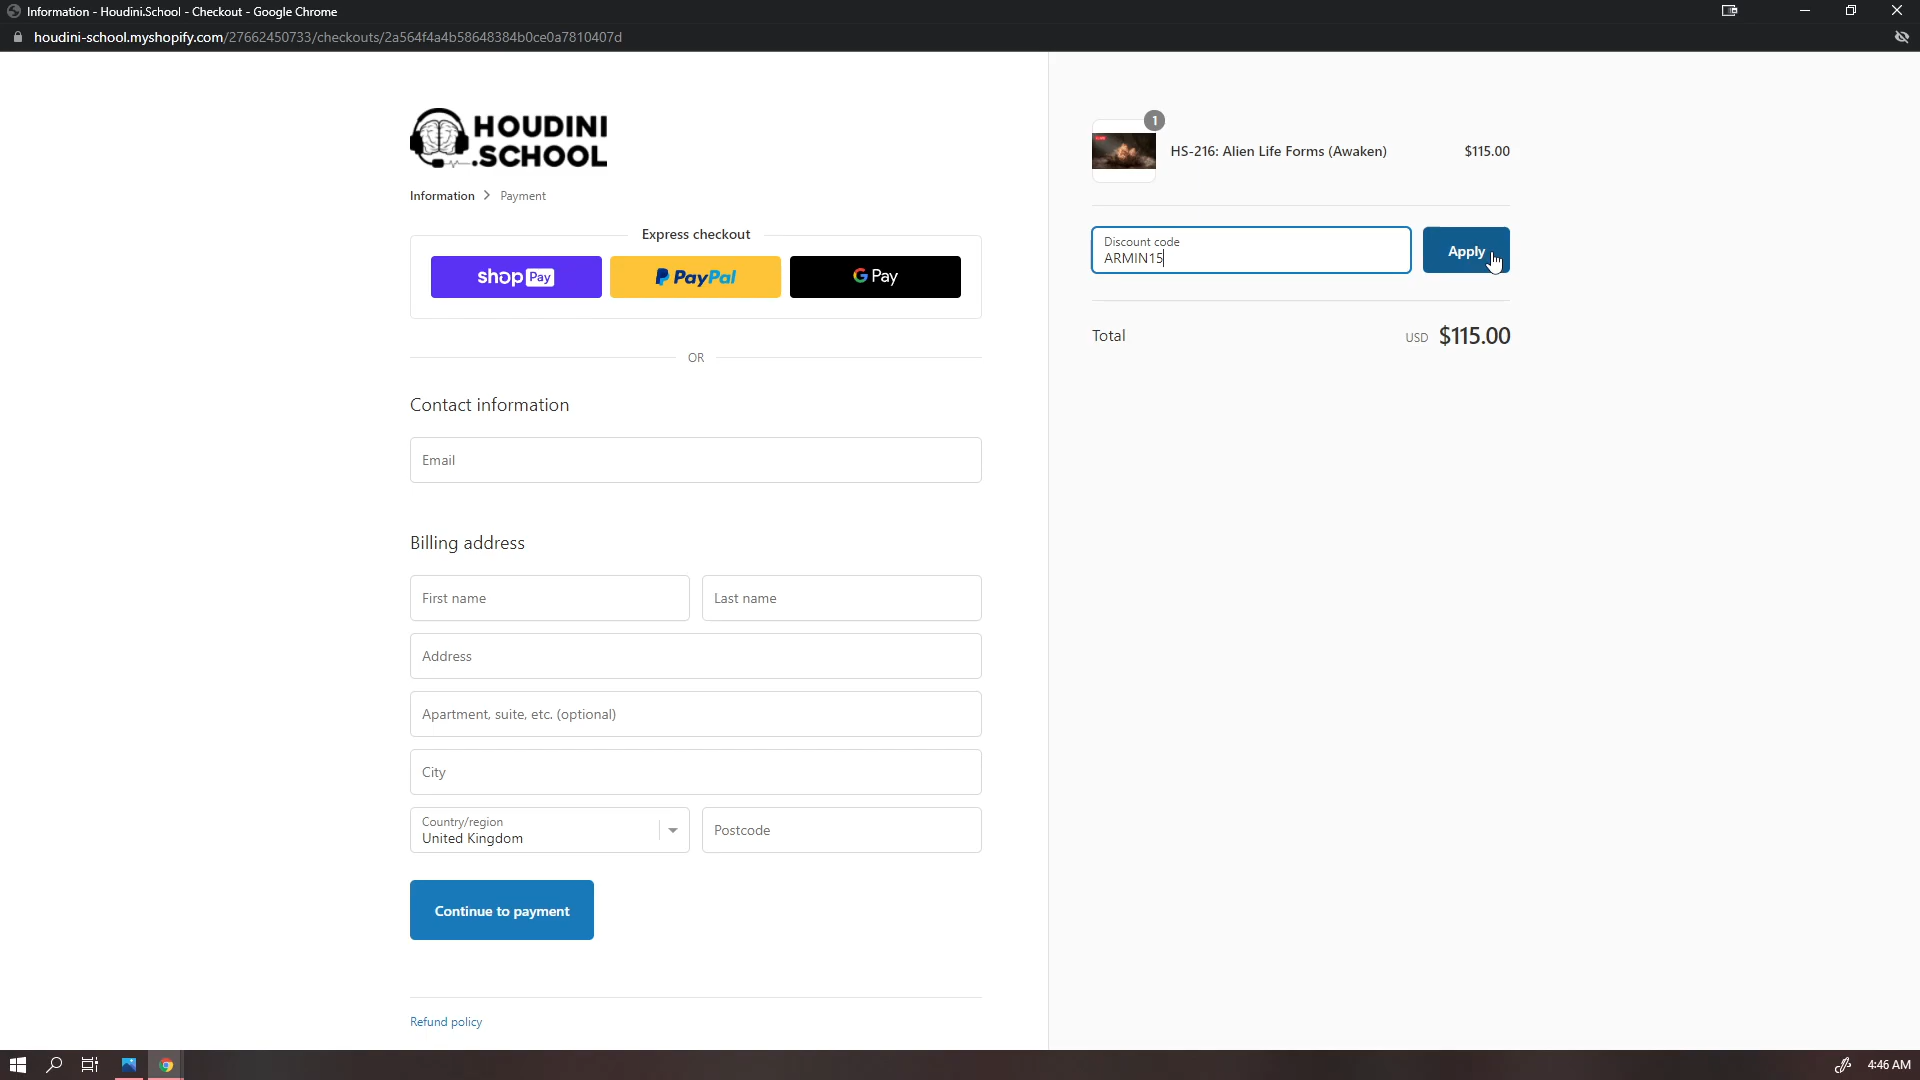 Information - Houdini.School - Checkout - Google Chrome
houdini-school.myshopify.com/27662450733/checkouts/2a564f4a4b58648384b0ce0a7810407d
HOUDINI
.SCHOOL
Information > Payment
Express checkout
shop Pay
PayPal
G Pay
OR
Contact information
Email
Billing address
First name
Last name
Address
Apartment, suite, etc. (optional)
City
Country/region
United Kingdom
Postcode
Continue to payment
Refund policy
1
HS-216: Alien Life Forms (Awaken)
$115.00
Discount code
ARMIN15
Apply
Total
USD $115.00
4:46 AM